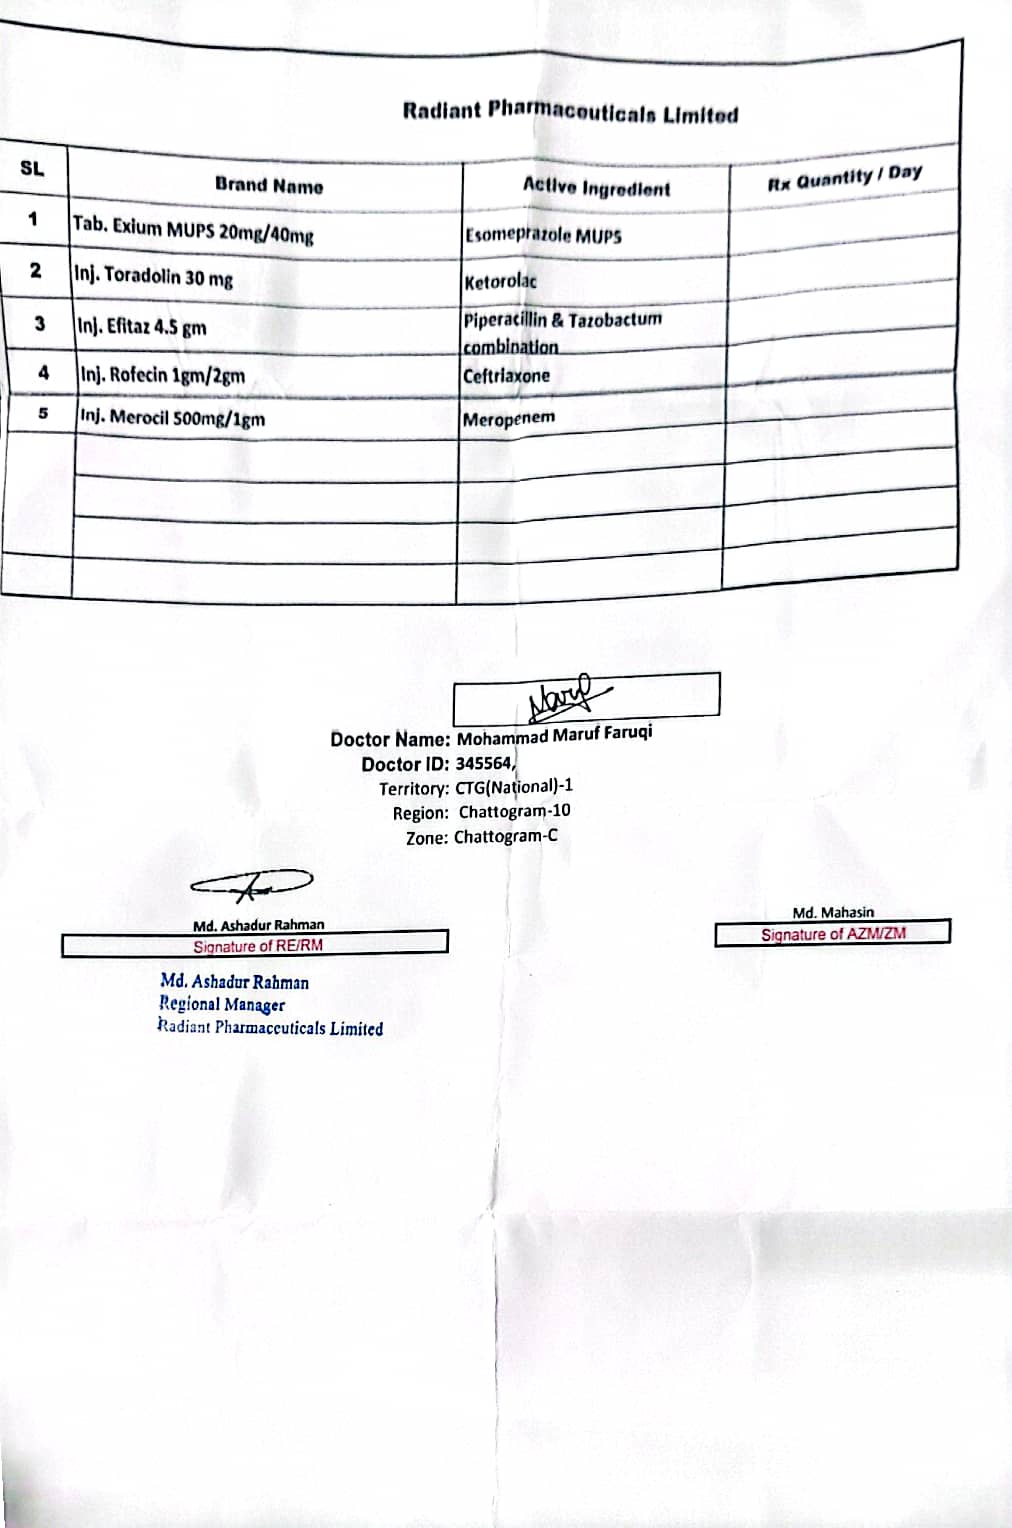 Radiant Pharmaceuticals Limited
SL Brand Name Active Ingredient Rx Quantity / Day
1 Tab. Exium MUPS 20mg/40mg Esomeprazole MUPS
2 Inj. Toradolin 30 mg Ketorolac
3 Inj. Efitaz 4.5 gm Piperacillin & Tazobactum
combination
4 Inj. Rofecin 1gm/2gm Ceftriaxone
5 Inj. Merocil 500mg/1gm Meropenem
Doctor Name: Mohammad Maruf Faruqi
Doctor ID: 345564,
Territory: CTG(National)-1
Region: Chattogram-10
Zone: Chattogram-C
Md. Ashadur Rahman
Signature of RE/RM
Md. Mahasin
Signature of AZM/ZM
Md. Ashadur Rahman
Regional Manager
Radiant Pharmaceuticals Limited